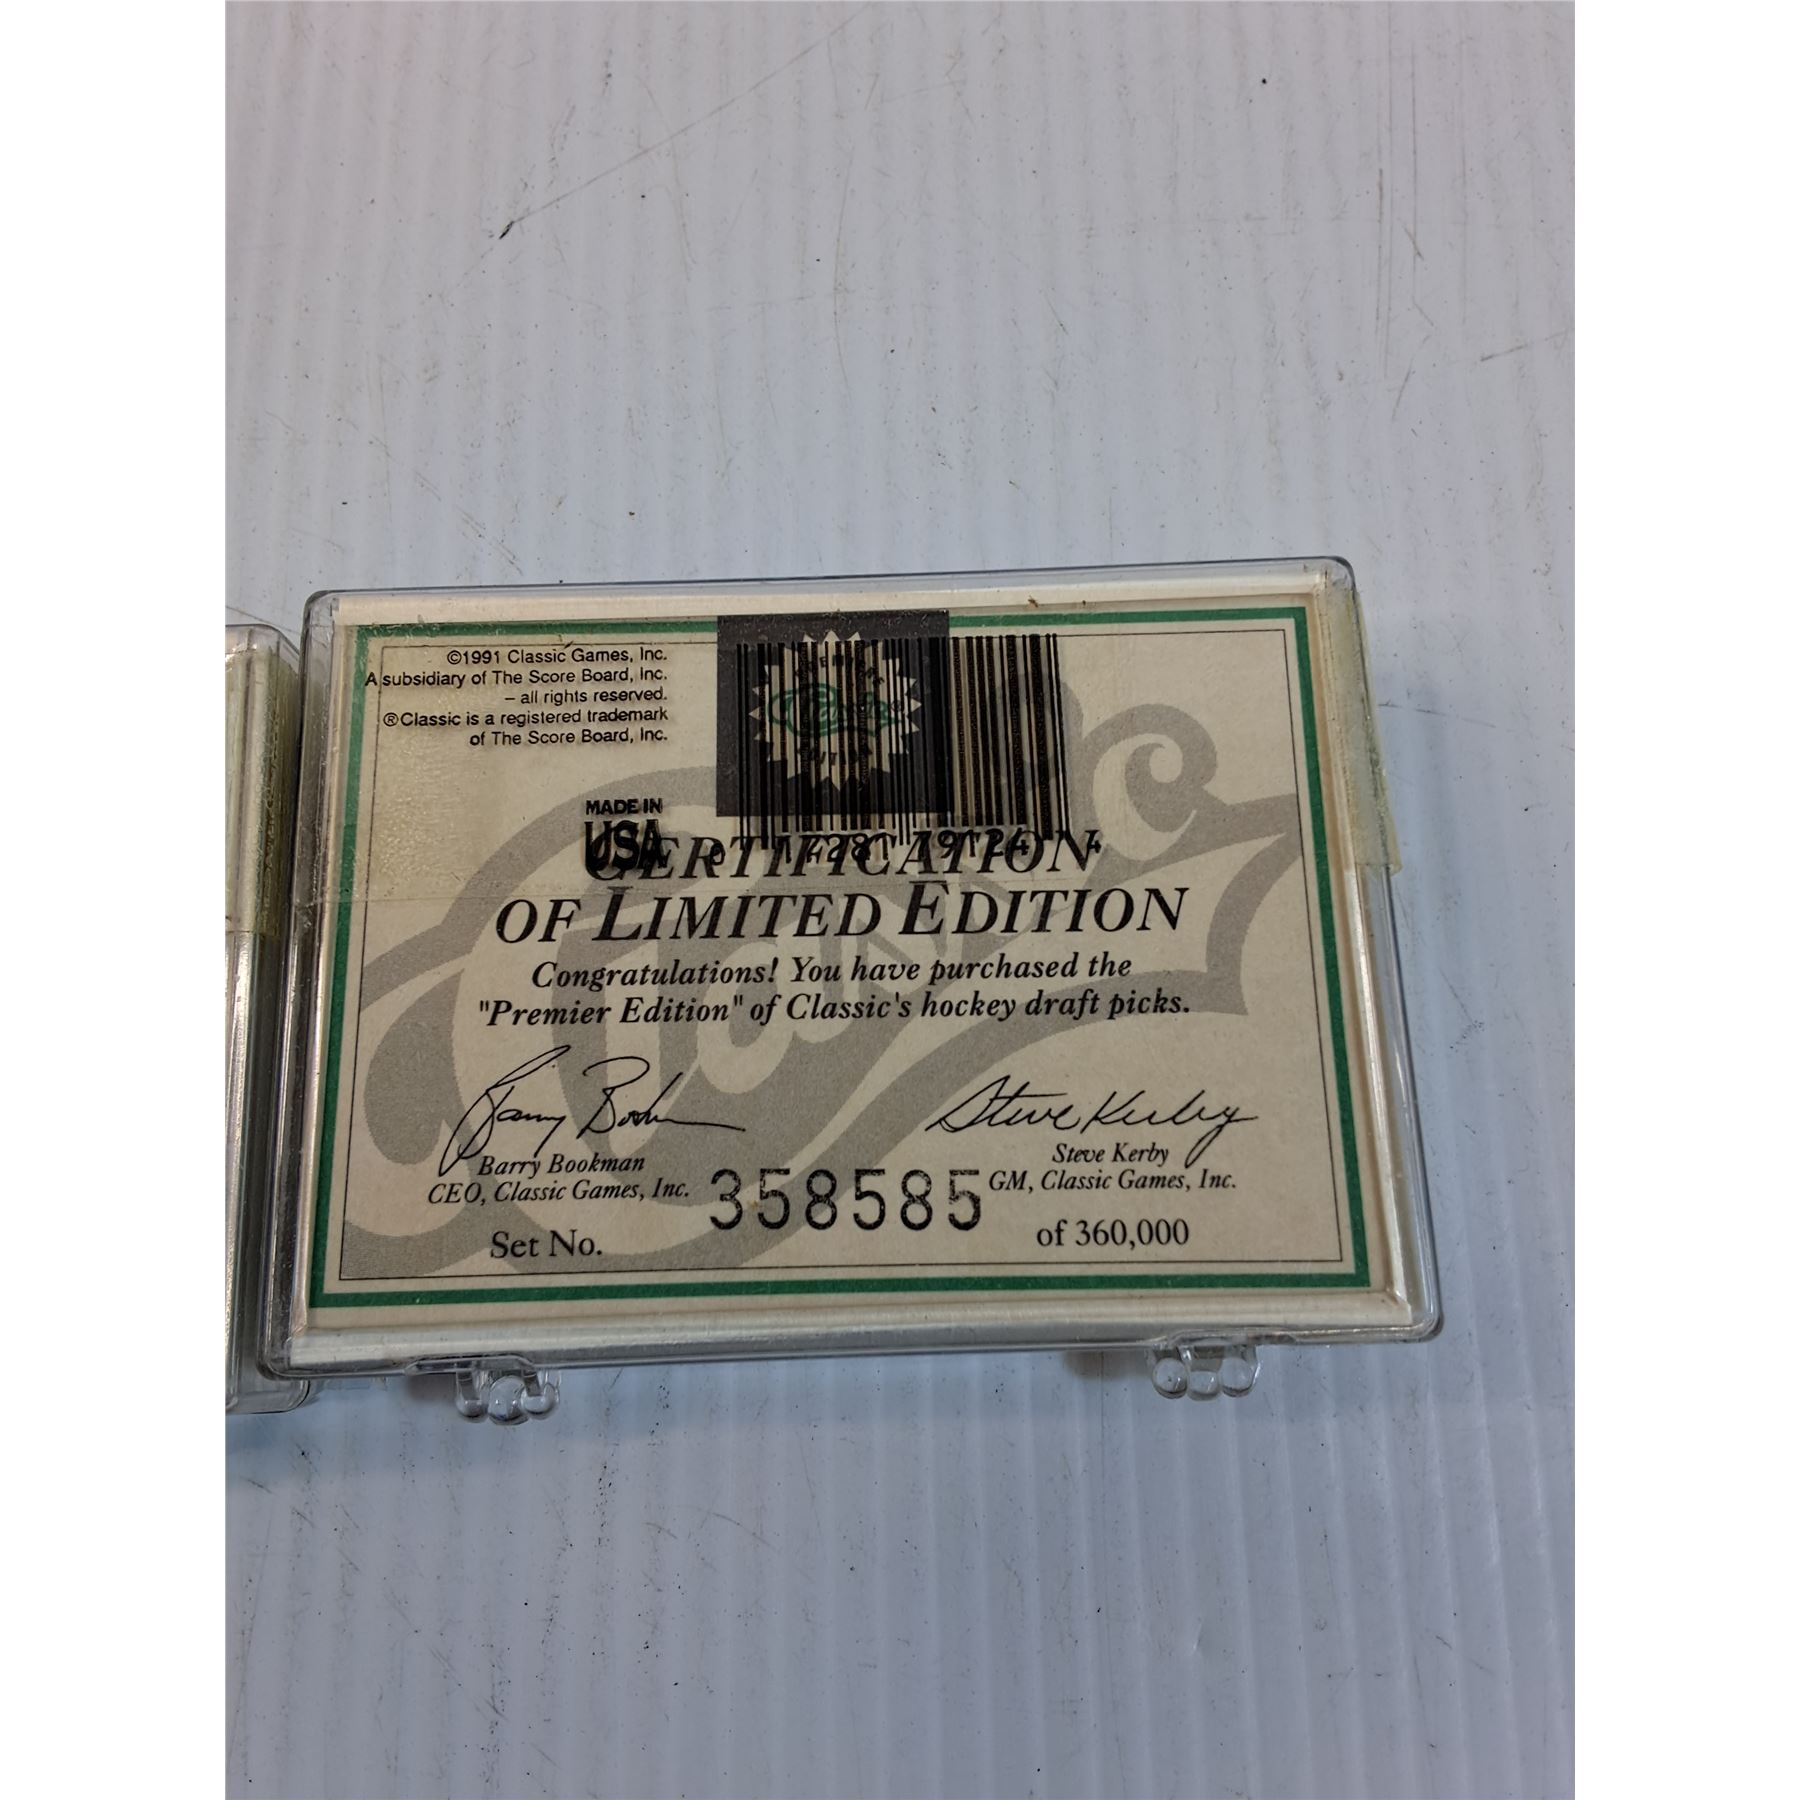 ©1991 Classic Games, Inc.
A subsidiary of The Score Board, Inc.
– all rights reserved.
®Classic is a registered trademark
of The Score Board, Inc.
MADE IN
USA
CERTIFICATION
OF LIMITED EDITION
Congratulations! You have purchased the
"Premier Edition" of Classic's hockey draft picks.
Barry Bookman
CEO, Classic Games, Inc.
Steve Kerby
Steve Kerby
GM, Classic Games, Inc.
Set No. 358585 of 360,000